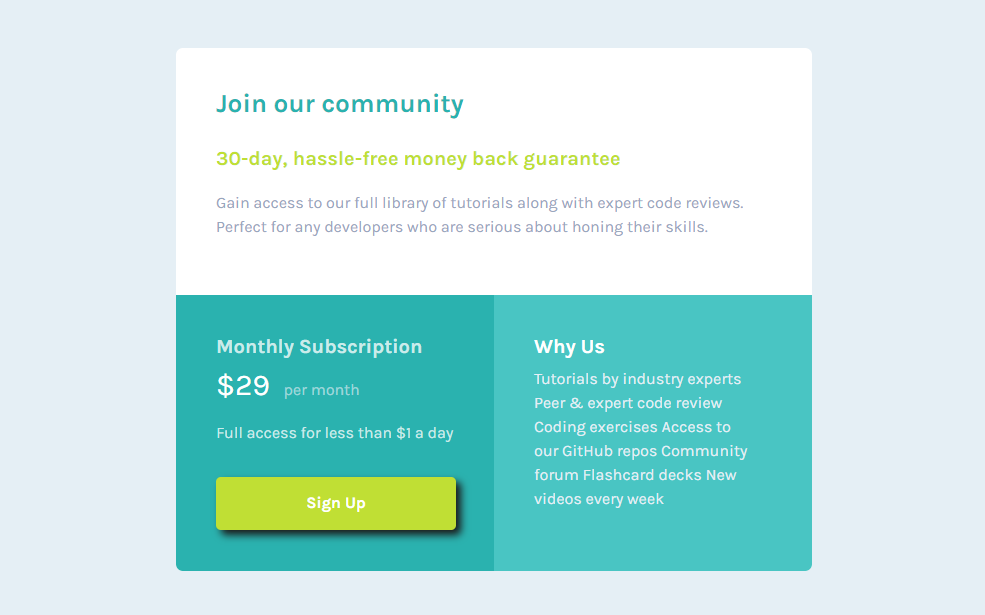 Join our community
30-day, hassle-free money back guarantee
Gain access to our full library of tutorials along with expert code reviews.
Perfect for any developers who are serious about honing their skills.
Monthly Subscription
$29 per month
Full access for less than $1 a day
Sign Up
Why Us
Tutorials by industry experts
Peer & expert code review
Coding exercises Access to
our GitHub repos Community
forum Flashcard decks New
videos every week